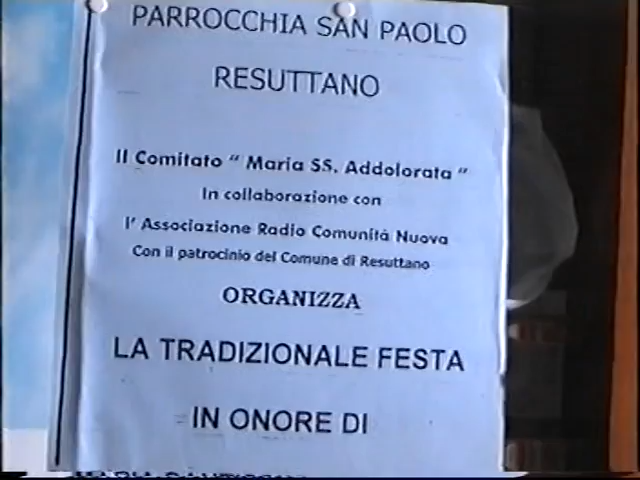 PARROCCHIA SAN PAOLO
RESUTTANO
Il Comitato " Maria SS. Addolorata "
In collaborazione con
l' Associazione Radio Comunità Nuova
Con il patrocinio del Comune di Resuttano
ORGANIZZA
LA TRADIZIONALE FESTA
IN ONORE DI